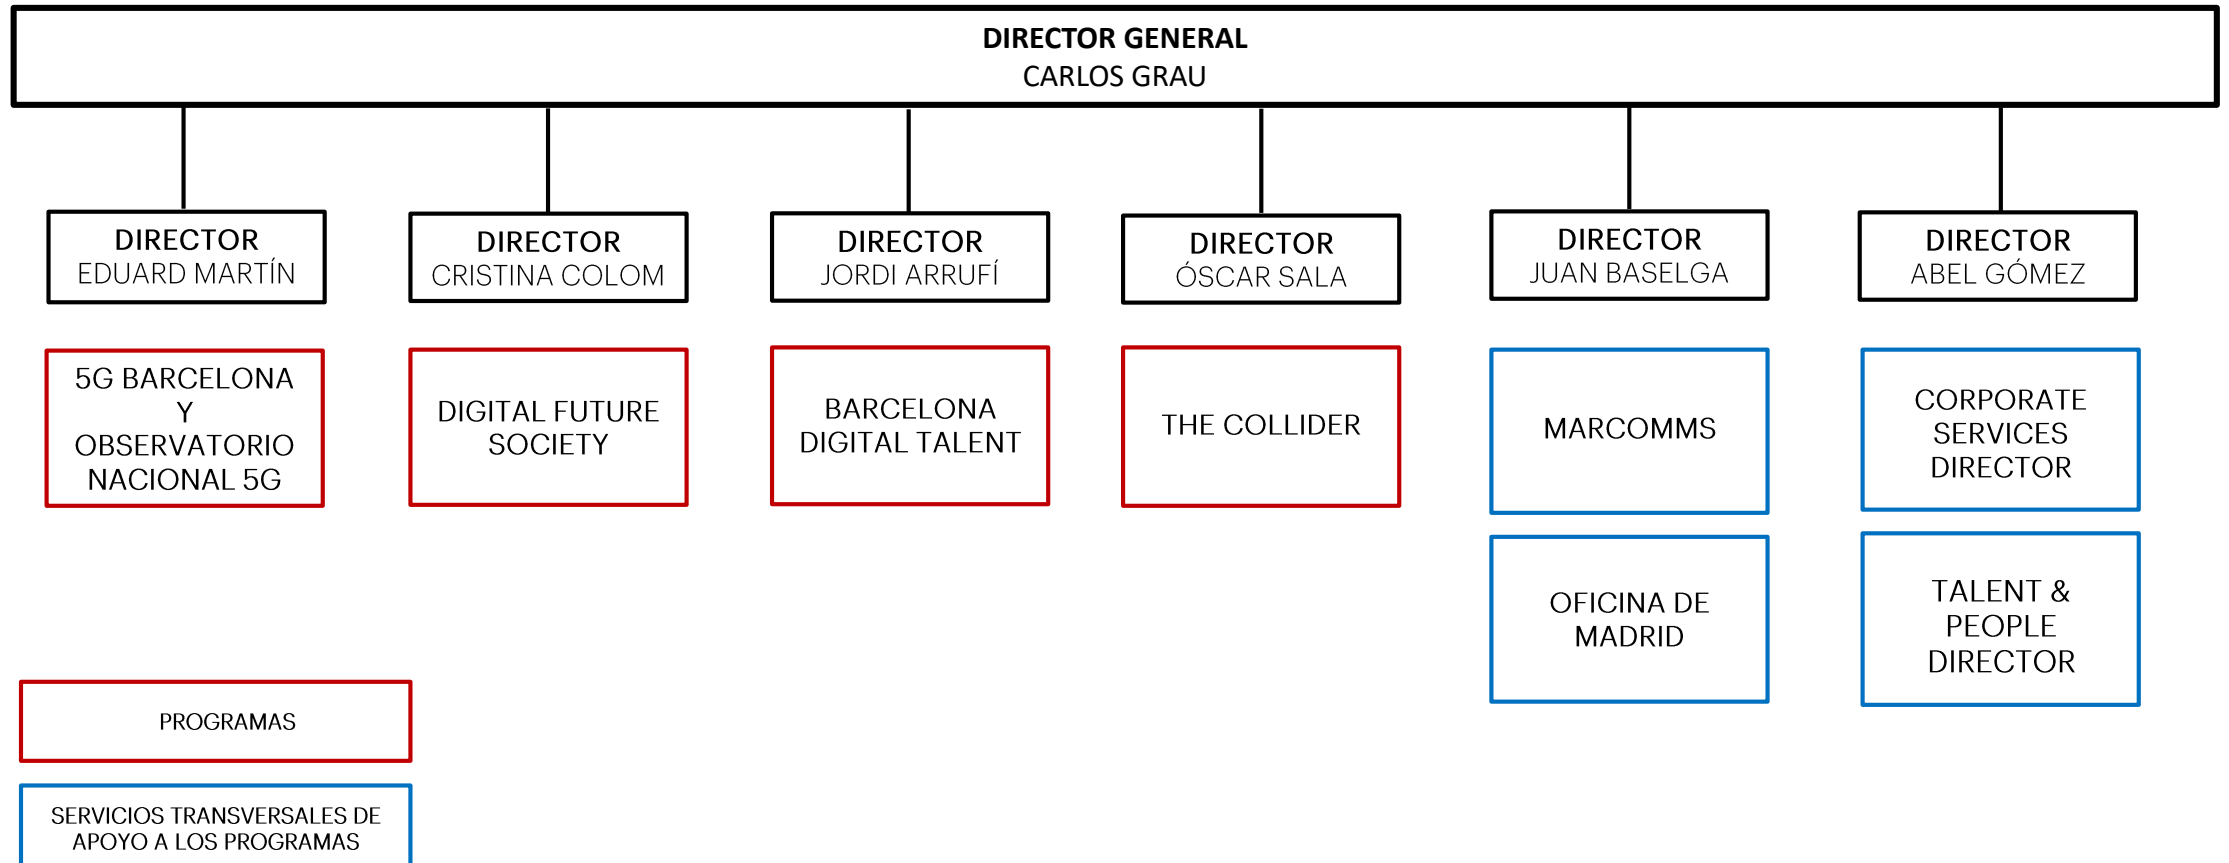 DIRECTOR GENERAL
CARLOS GRAU
DIRECTOR
EDUARD MARTÍN
DIRECTOR
CRISTINA COLOM
DIRECTOR
JORDI ARRUFÍ
DIRECTOR
ÓSCAR SALA
DIRECTOR
JUAN BASELGA
DIRECTOR
ABEL GÓMEZ
5G BARCELONA
Y
OBSERVATORIO
NACIONAL 5G
DIGITAL FUTURE
SOCIETY
BARCELONA
DIGITAL TALENT
THE COLLIDER
MARCOMMS
CORPORATE
SERVICES
DIRECTOR
OFICINA DE
MADRID
TALENT &
PEOPLE
DIRECTOR
PROGRAMAS
SERVICIOS TRANSVERSALES DE
APOYO A LOS PROGRAMAS